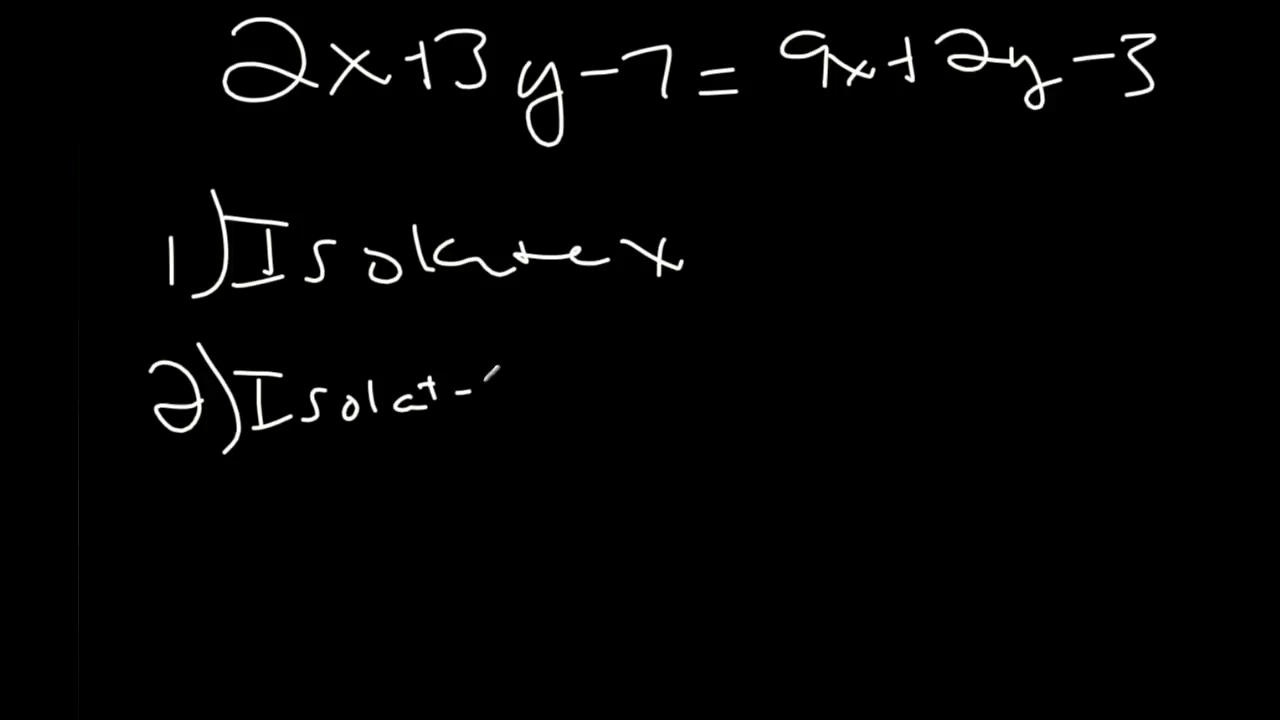 2x+3y-7=9x+2y-3
1) Isolate x
2) Isolat